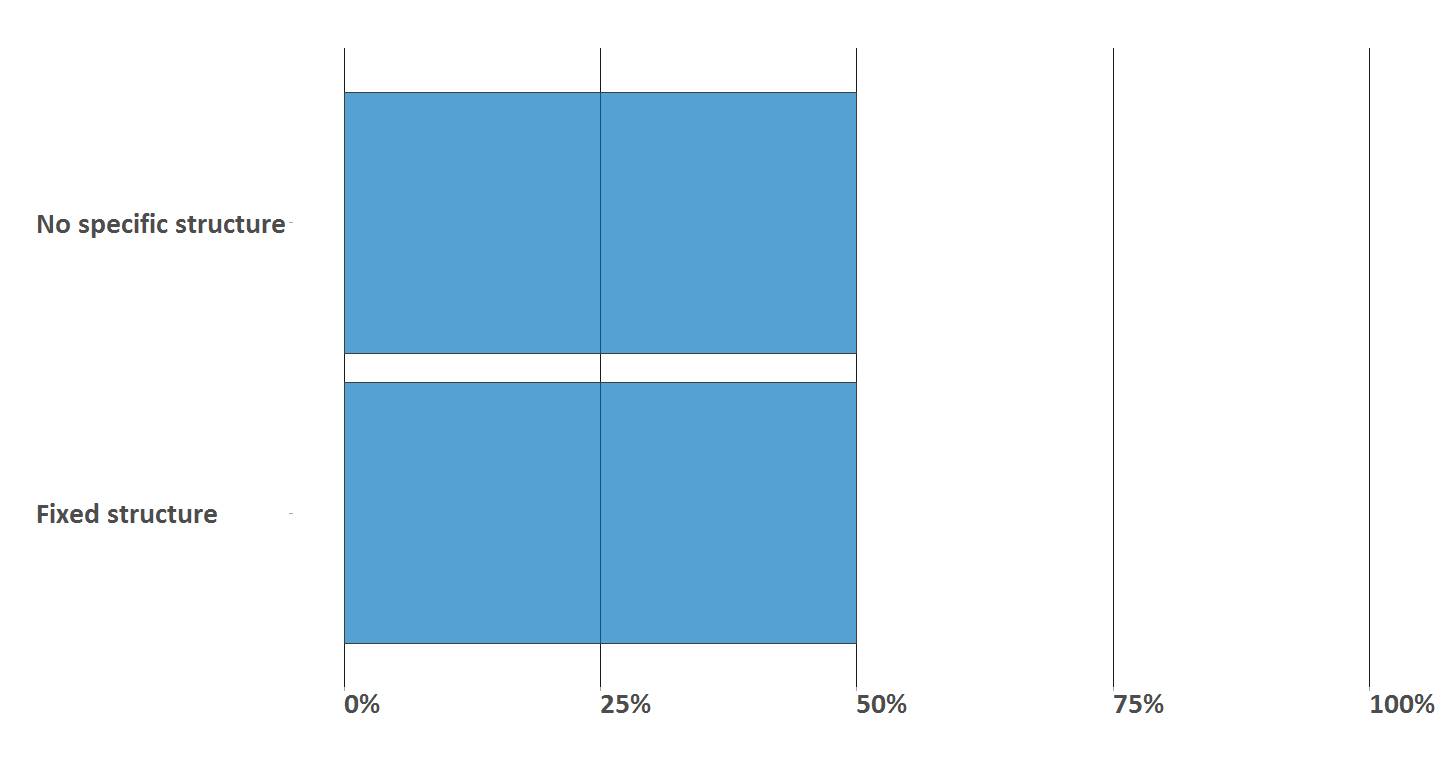 No specific structure
Fixed structure
0% 25% 50% 75% 100%